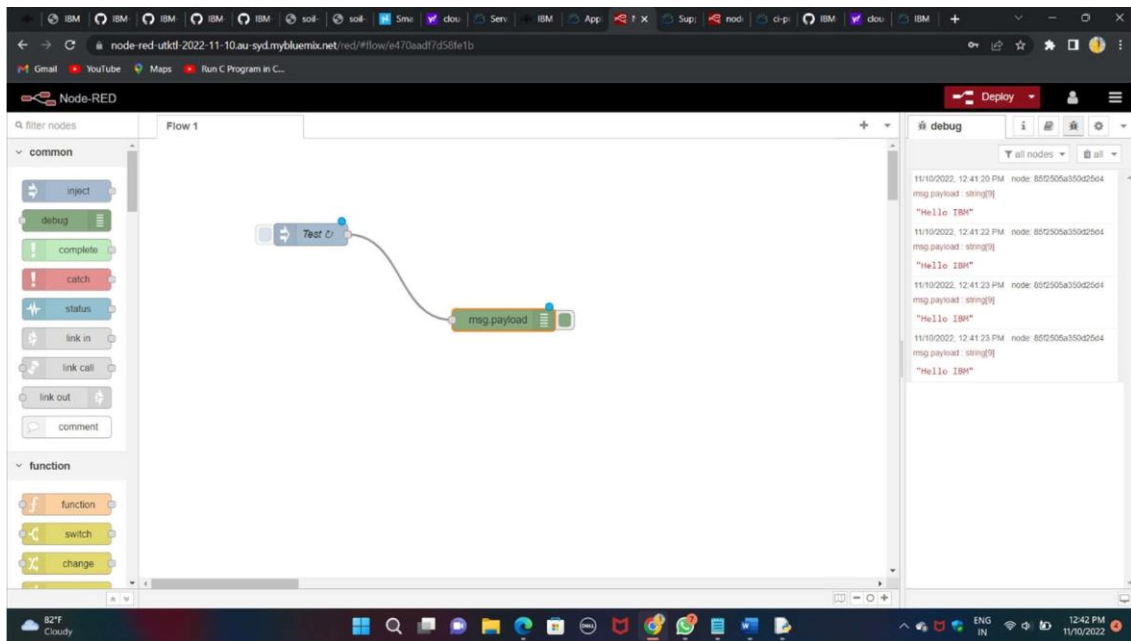 IBM IBM IBM IBM soil- soil- Sma clou Serv IBM App Sup nod ci-p IBM clou IBM
node-red-utktl-2022-11-10.au-syd.mybluemix.net/red/#flow/e470aadf7d58fe1b
Gmail YouTube Maps Run C Program in C...
Node-RED Deploy
filter nodes Flow 1 debug i
common all nodes all
inject
debug
complete
catch
status
link in
link call
link out
comment
function
function
switch
change
Test ↻
msg.payload
11/10/2022, 12:41:20 PM node: 85f2505a350d25d4
msg.payload : string[9]
"Hello IBM"
11/10/2022, 12:41:22 PM node: 85f2505a350d25d4
msg.payload : string[9]
"Hello IBM"
11/10/2022, 12:41:23 PM node: 85f2505a350d25d4
msg.payload : string[9]
"Hello IBM"
11/10/2022, 12:41:23 PM node: 85f2505a350d25d4
msg.payload : string[9]
"Hello IBM"
82°F
Cloudy
ENG
IN
12:42 PM
11/10/2022
4